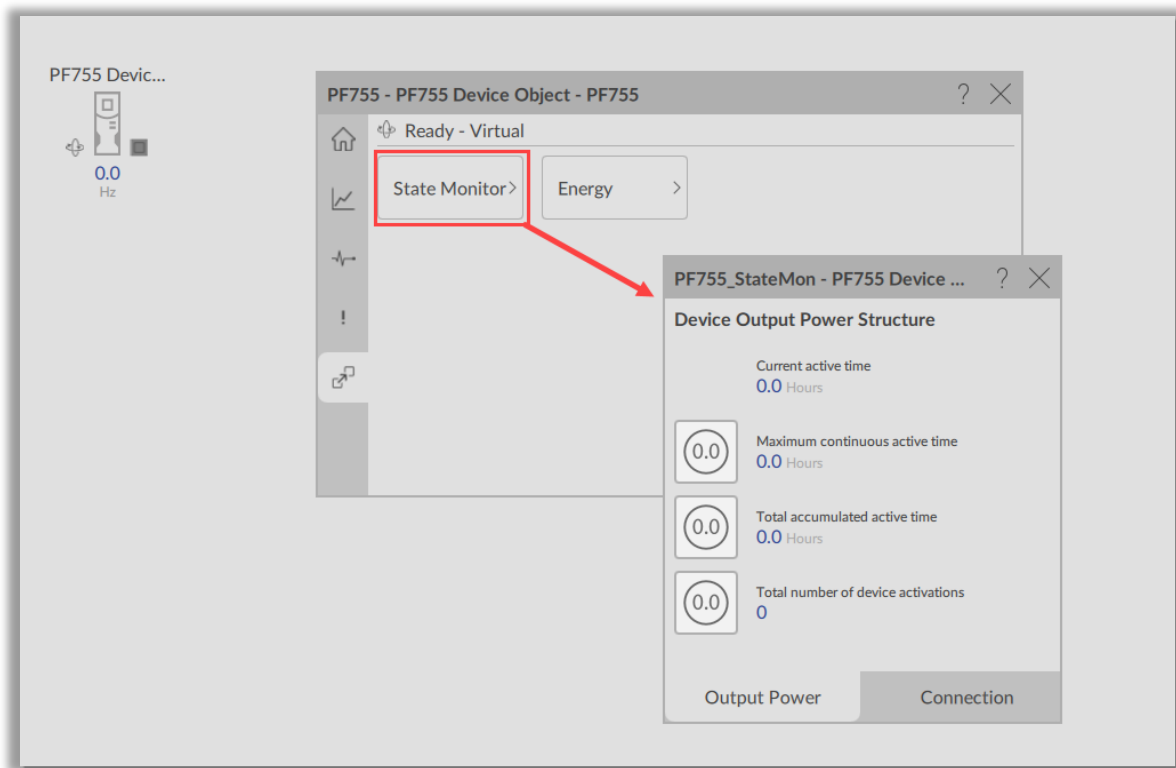 PF755 Devic...
0.0
Hz
PF755 - PF755 Device Object - PF755
?
Ready - Virtual
State Monitor>
Energy >
!
PF755_StateMon - PF755 Device ...
?
Device Output Power Structure
Current active time
0.0 Hours
0.0
Maximum continuous active time
0.0 Hours
0.0
Total accumulated active time
0.0 Hours
0.0
Total number of device activations
0
Output Power
Connection